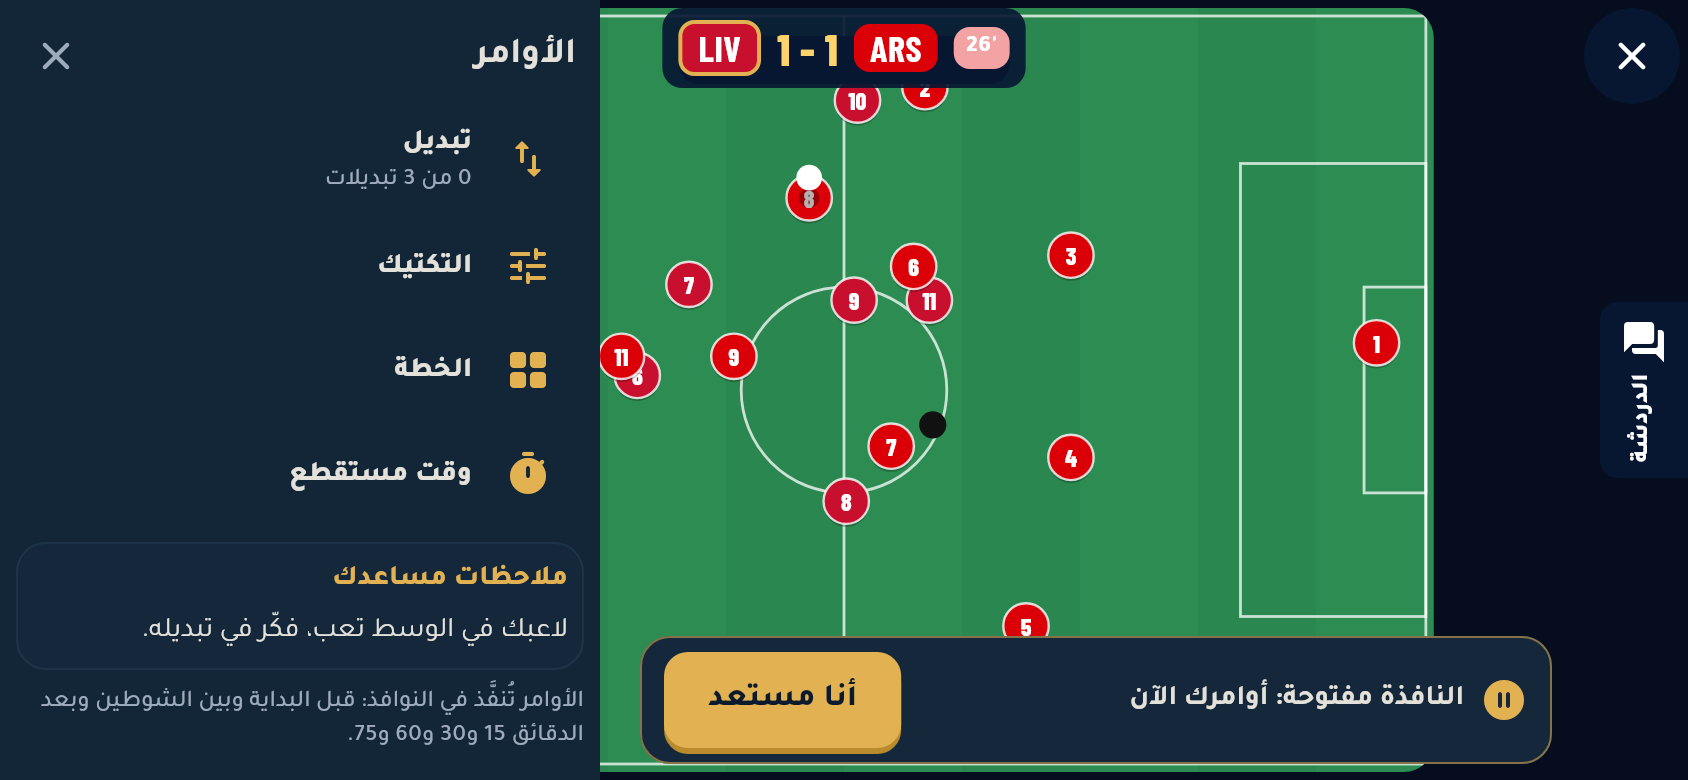 الأوامر
تبديل
0 من 3 تبديلات
التكتيك
الخطة
وقت مستقطع
ملاحظات مساعدك
لاعبك في الوسط تعب، فكّر في تبديله.
الأوامر تُنفَّذ في النوافذ: قبل البداية وبين الشوطين وبعد
الدقائق 15 و30 و60 و75.
LIV 1 - 1 ARS 26'
10
2
8
3
6
7
9
11
1
11
9
6
7
4
8
5
النافذة مفتوحة: أوامرك الآن
أنا مستعد
الدردشة